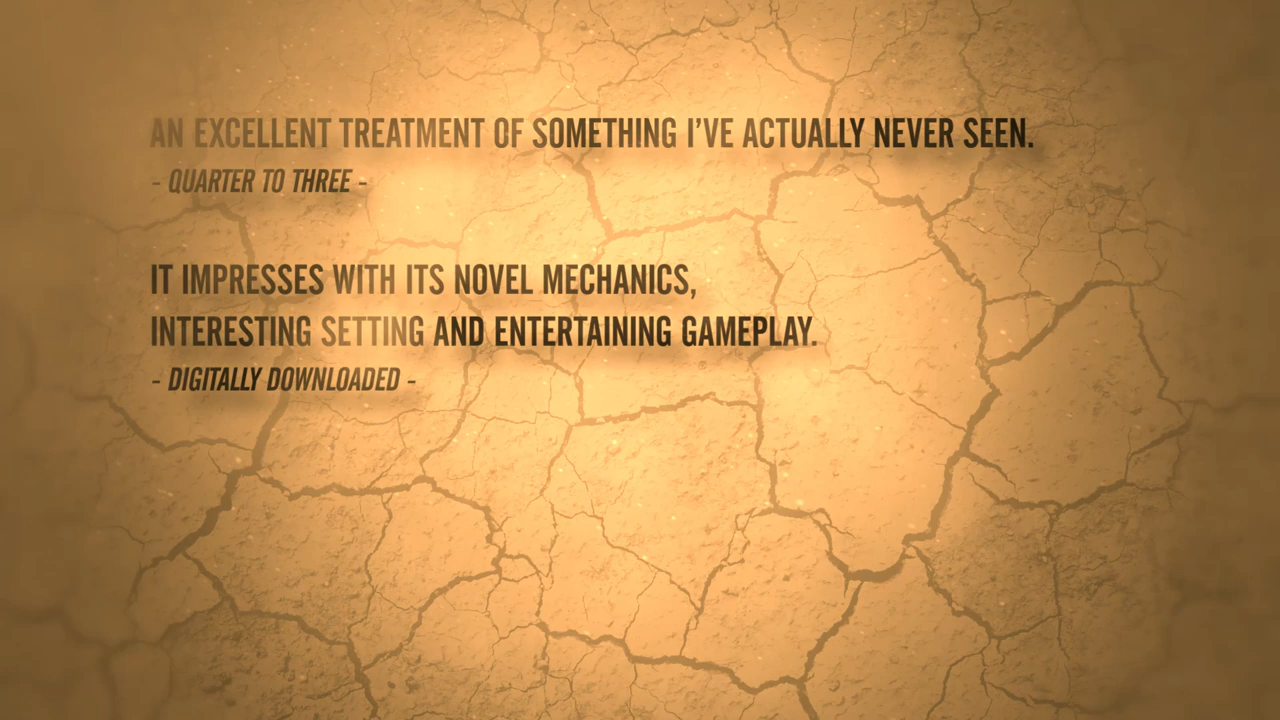 AN EXCELLENT TREATMENT OF SOMETHING I'VE ACTUALLY NEVER SEEN.
- QUARTER TO THREE -
IT IMPRESSES WITH ITS NOVEL MECHANICS,
INTERESTING SETTING AND ENTERTAINING GAMEPLAY.
- DIGITALLY DOWNLOADED -